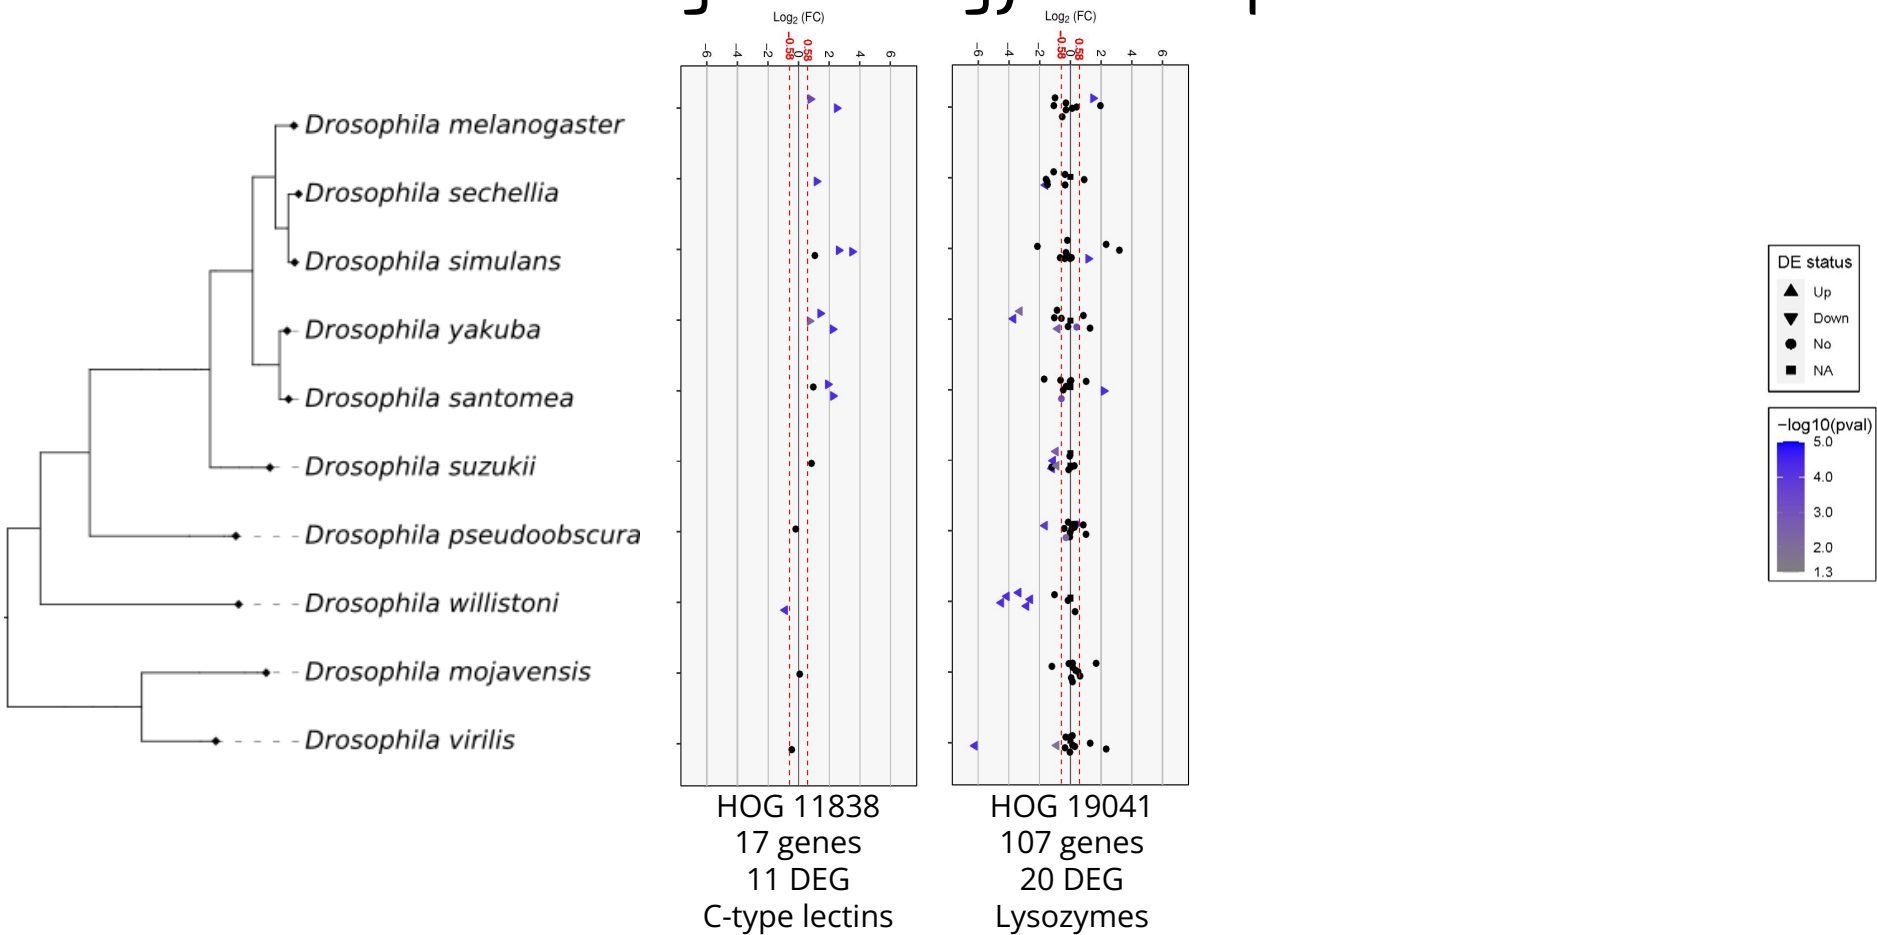 Log₂ (FC)
-6 -4 -2 -0.58 0 0.58 2 4 6
Log₂ (FC)
-6 -4 -2 -0.58 0 0.58 2 4 6
Drosophila melanogaster
Drosophila sechellia
Drosophila simulans
Drosophila yakuba
Drosophila santomea
Drosophila suzukii
Drosophila pseudoobscura
Drosophila willistoni
Drosophila mojavensis
Drosophila virilis
HOG 11838
17 genes
11 DEG
C-type lectins
HOG 19041
107 genes
20 DEG
Lysozymes
DE status
Up
Down
No
NA
−log10(pval)
5.0
4.0
3.0
2.0
1.3